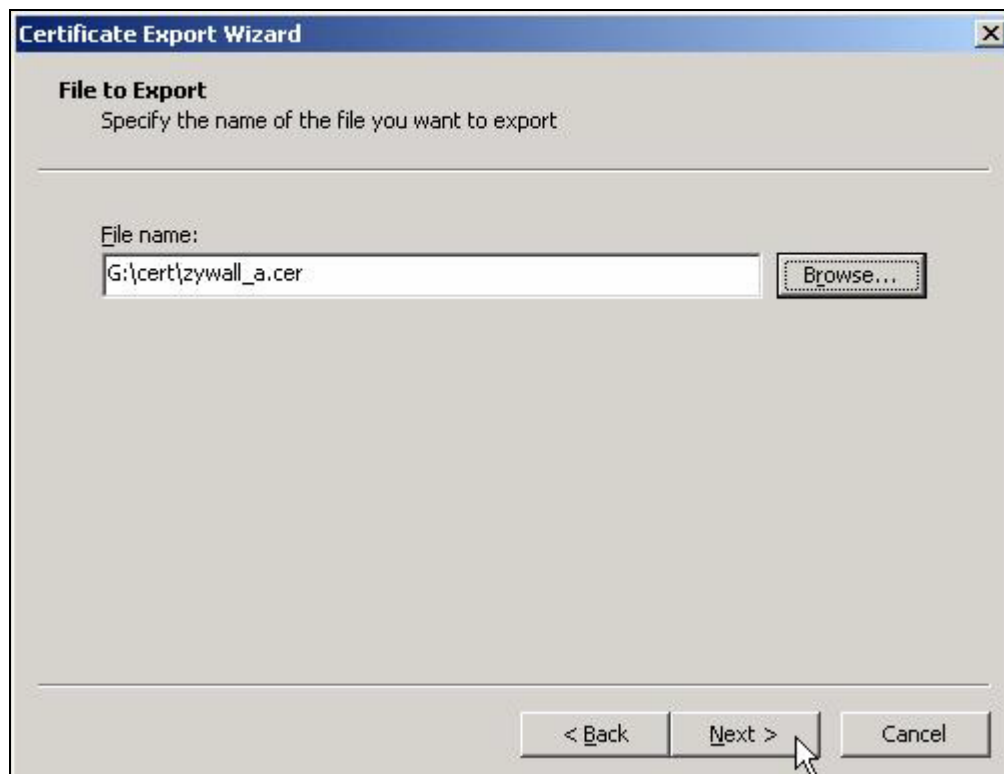 Certificate Export Wizard
File to Export
Specify the name of the file you want to export
File name:
G:\cert\zywall_a.cer
Browse...
< Back
Next >
Cancel